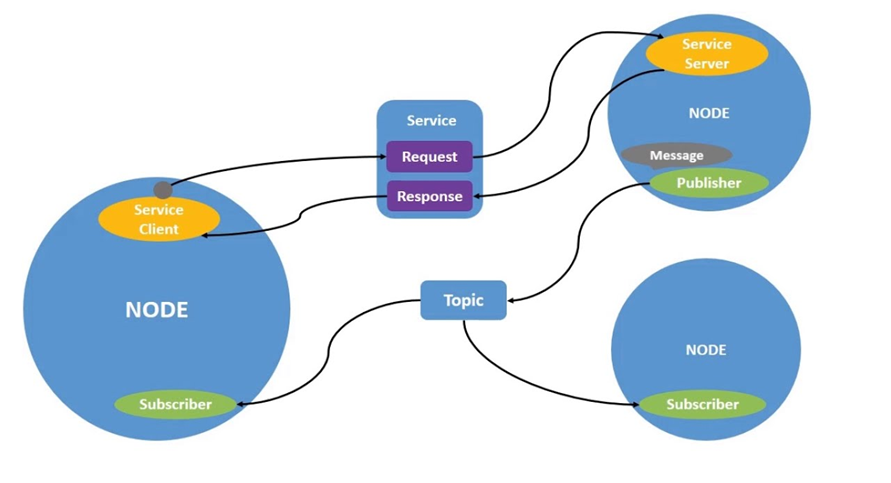 Service
Server
NODE
Message
Publisher
Service
Request
Response
Service
Client
NODE
Subscriber
Topic
NODE
Subscriber